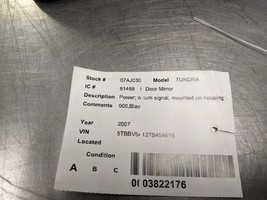 Stock # 07AJ030 Model TUNDRA
IC # 61468 I Door Mirror
Description Power; w turn signal, mounted on housing
Comments 000,Blac
Year 2007
VIN
Located
Condition
A B C
03822176